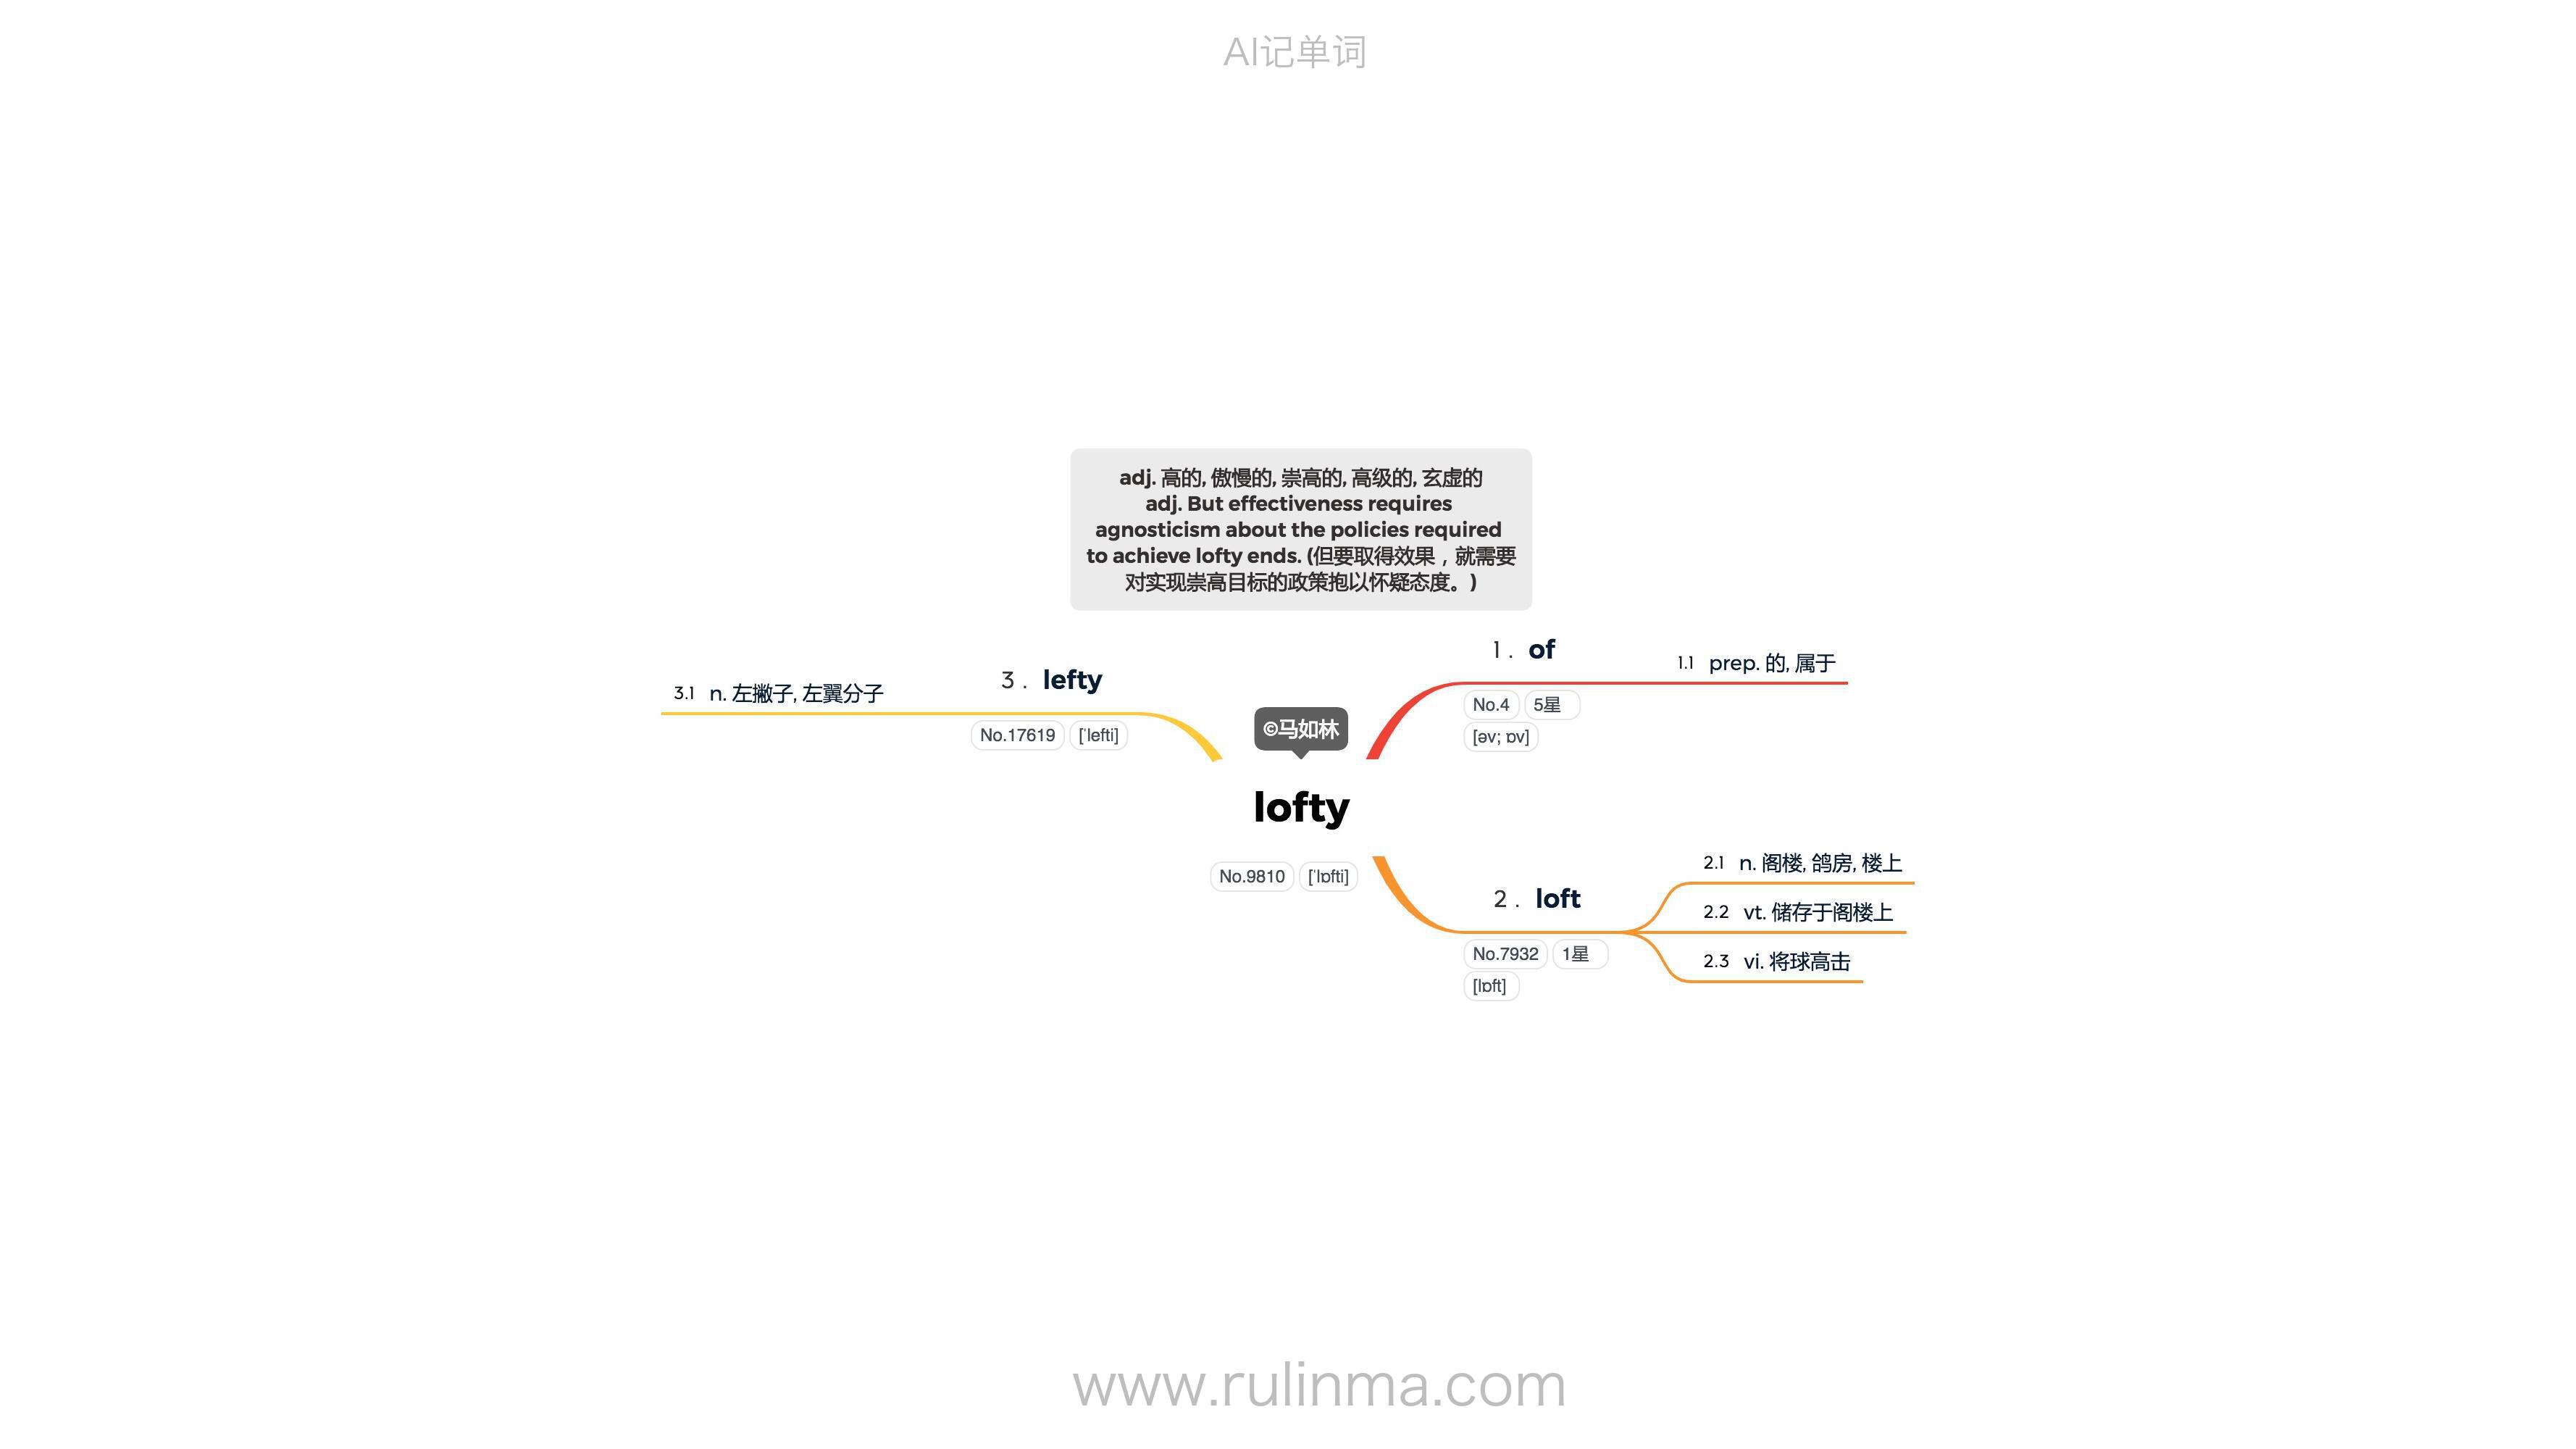 AI记单词
adj. 高的, 傲慢的, 崇高的, 高级的, 玄虚的
adj. But effectiveness requires
agnosticism about the policies required
to achieve lofty ends. (但要取得效果，就需要
对实现崇高目标的政策抱以怀疑态度。)
1. of
1.1 prep. 的, 属于
No.4 5星
[əv; ɒv]
3. lefty
3.1 n. 左撇子, 左翼分子
No.17619 ['lefti]
©马如林
lofty
No.9810 ['lɒfti]
2. loft
No.7932 1星
[lɒft]
2.1 n. 阁楼, 鸽房, 楼上
2.2 vt. 储存于阁楼上
2.3 vi. 将球高击
www.rulinma.com